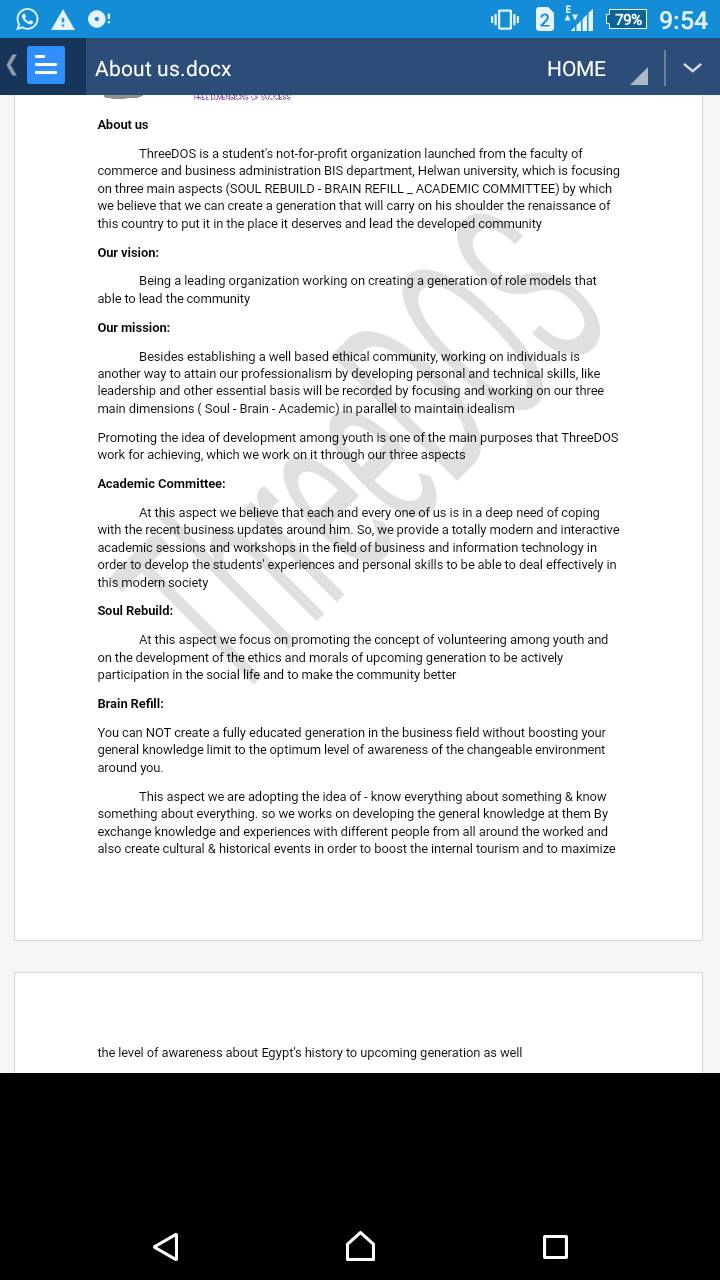 2 E 79% 9:54
About us.docx HOME
THREE DIMENSIONS OF SUCCESS
About us
ThreeDOS is a student's not-for-profit organization launched from the faculty of
commerce and business administration BIS department, Helwan university, which is focusing
on three main aspects (SOUL REBUILD - BRAIN REFILL _ ACADEMIC COMMITTEE) by which
we believe that we can create a generation that will carry on his shoulder the renaissance of
this country to put it in the place it deserves and lead the developed community
Our vision:
Being a leading organization working on creating a generation of role models that
able to lead the community
Our mission:
Besides establishing a well based ethical community, working on individuals is
another way to attain our professionalism by developing personal and technical skills, like
leadership and other essential basis will be recorded by focusing and working on our three
main dimensions ( Soul - Brain - Academic) in parallel to maintain idealism
Promoting the idea of development among youth is one of the main purposes that ThreeDOS
work for achieving, which we work on it through our three aspects
Academic Committee:
At this aspect we believe that each and every one of us is in a deep need of coping
with the recent business updates around him. So, we provide a totally modern and interactive
academic sessions and workshops in the field of business and information technology in
order to develop the students' experiences and personal skills to be able to deal effectively in
this modern society
Soul Rebuild:
At this aspect we focus on promoting the concept of volunteering among youth and
on the development of the ethics and morals of upcoming generation to be actively
participation in the social life and to make the community better
Brain Refill:
You can NOT create a fully educated generation in the business field without boosting your
general knowledge limit to the optimum level of awareness of the changeable environment
around you.
This aspect we are adopting the idea of - know everything about something & know
something about everything. so we works on developing the general knowledge at them By
exchange knowledge and experiences with different people from all around the worked and
also create cultural & historical events in order to boost the internal tourism and to maximize
the level of awareness about Egypt's history to upcoming generation as well
ThreeDOS